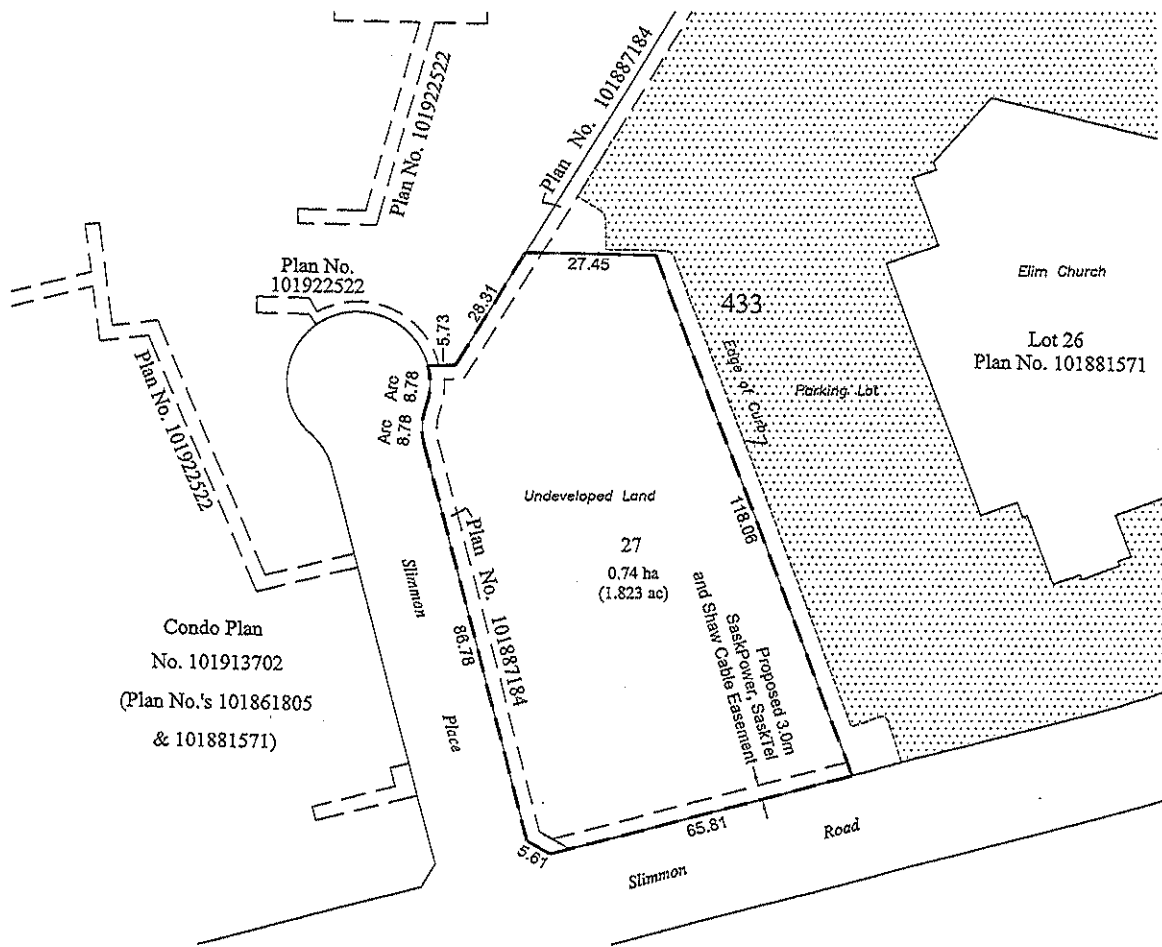 Plan No. 101922522
Plan No. 101887184
Plan No.
101922522
Plan No. 101922522
5.73
28.31
27.45
433
Elim Church
Lot 26
Plan No. 101881571
Edge of Curb
Parking Lot
Arc
8.78
Arc
8.78
Undeveloped Land
27
0.74 ha
(1.823 ac)
118.06
Plan No. 101887184
86.78
Proposed 3.0m
SaskPower, SaskTel
and Shaw Cable Easement
Condo Plan
No. 101913702
(Plan No.'s 101861805
& 101881571)
Slimmon
Place
5.61
65.81
Slimmon
Road